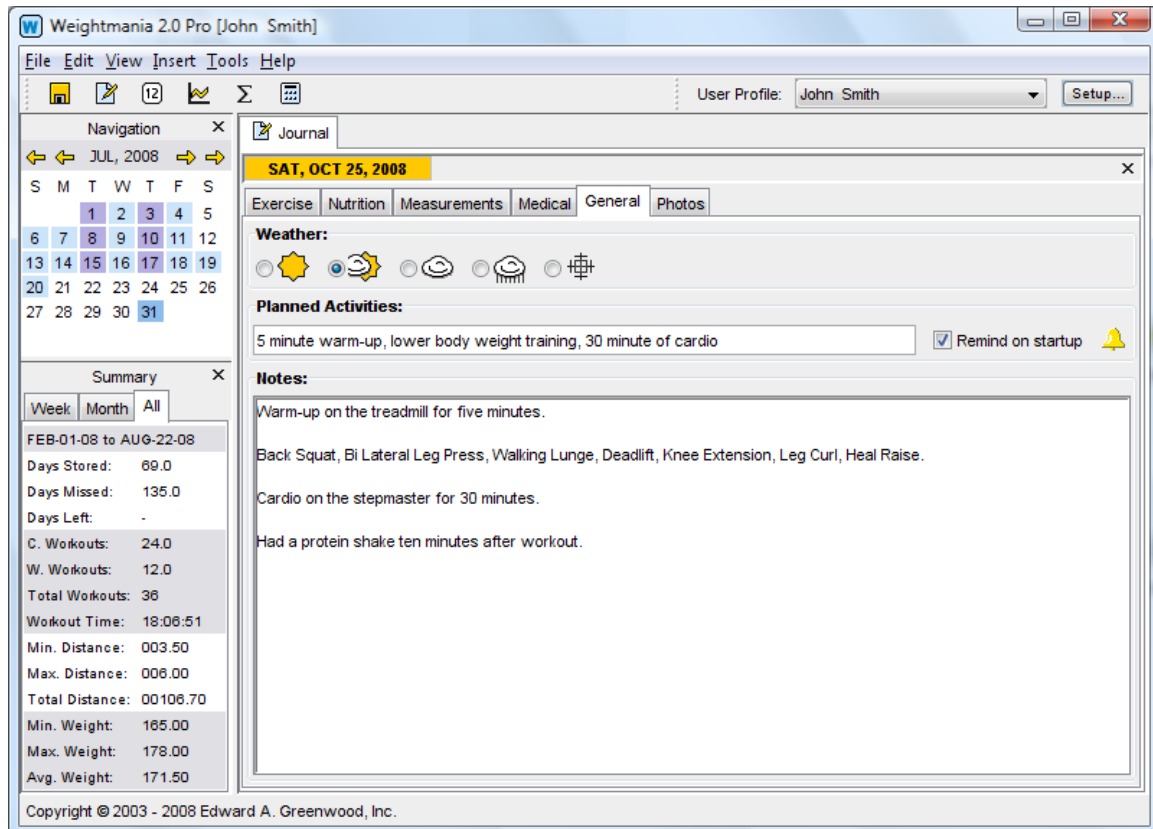 W Weightmania 2.0 Pro [John Smith]
File Edit View Insert Tools Help
12 Σ User Profile: John Smith Setup...
Navigation
JUL, 2008
S M T W T F S
1 2 3 4 5
6 7 8 9 10 11 12
13 14 15 16 17 18 19
20 21 22 23 24 25 26
27 28 29 30 31
Summary
Week Month All
FEB-01-08 to AUG-22-08
Days Stored: 69.0
Days Missed: 135.0
Days Left: -
C. Workouts: 24.0
W. Workouts: 12.0
Total Workouts: 36
Workout Time: 18:06:51
Min. Distance: 003.50
Max. Distance: 006.00
Total Distance: 00106.70
Min. Weight: 165.00
Max. Weight: 178.00
Avg. Weight: 171.50
Journal
SAT, OCT 25, 2008
Exercise Nutrition Measurements Medical General Photos
Weather:
Planned Activities:
5 minute warm-up, lower body weight training, 30 minute of cardio Remind on startup
Notes:
Warm-up on the treadmill for five minutes.
Back Squat, Bi Lateral Leg Press, Walking Lunge, Deadlift, Knee Extension, Leg Curl, Heal Raise.
Cardio on the stepmaster for 30 minutes.
Had a protein shake ten minutes after workout.
Copyright © 2003 - 2008 Edward A. Greenwood, Inc.